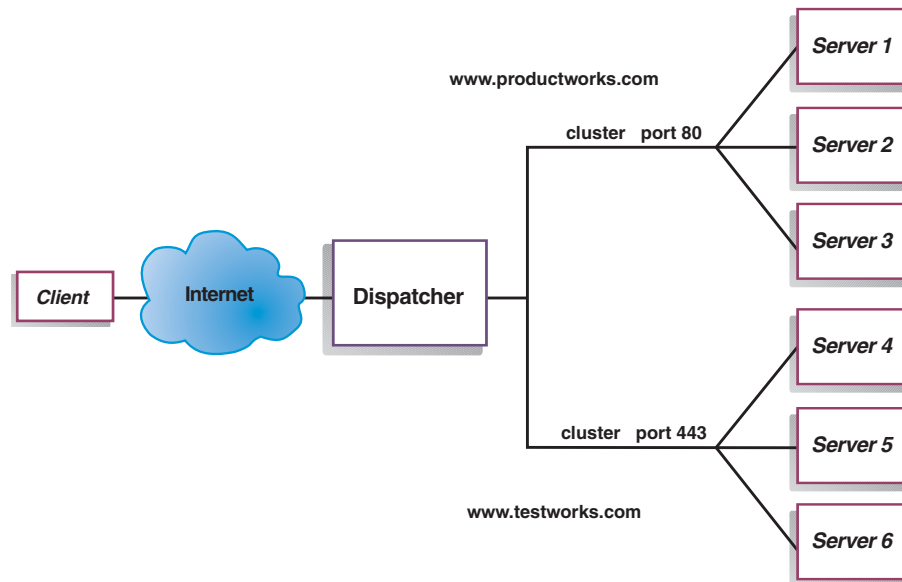 Server 1
www.productworks.com
cluster port 80
Server 2
Server 3
Client
Internet
Dispatcher
Server 4
cluster port 443
Server 5
www.testworks.com
Server 6